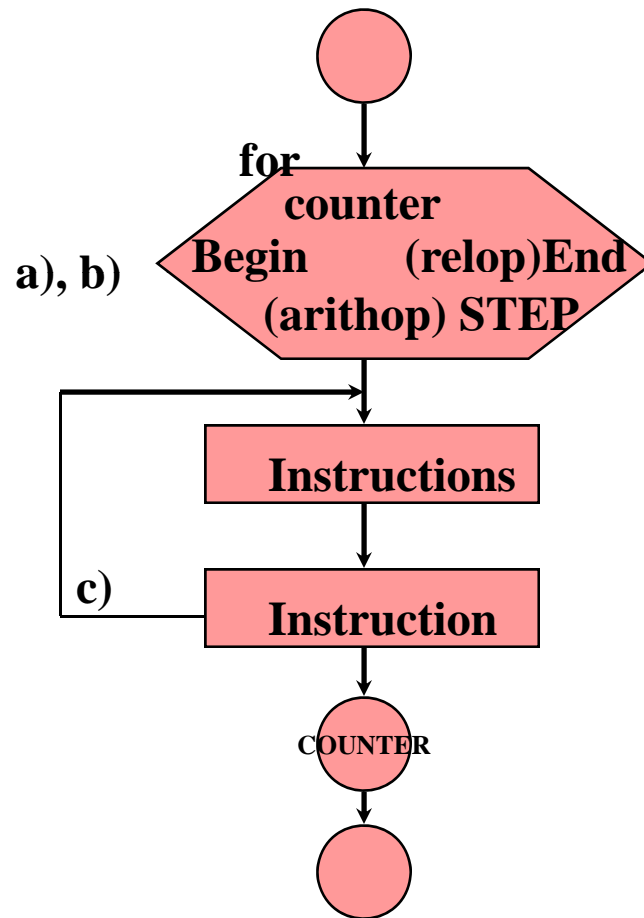 for
counter
Begin (relop)End
(arithop) STEP
a), b)
Instructions
c)
Instruction
COUNTER